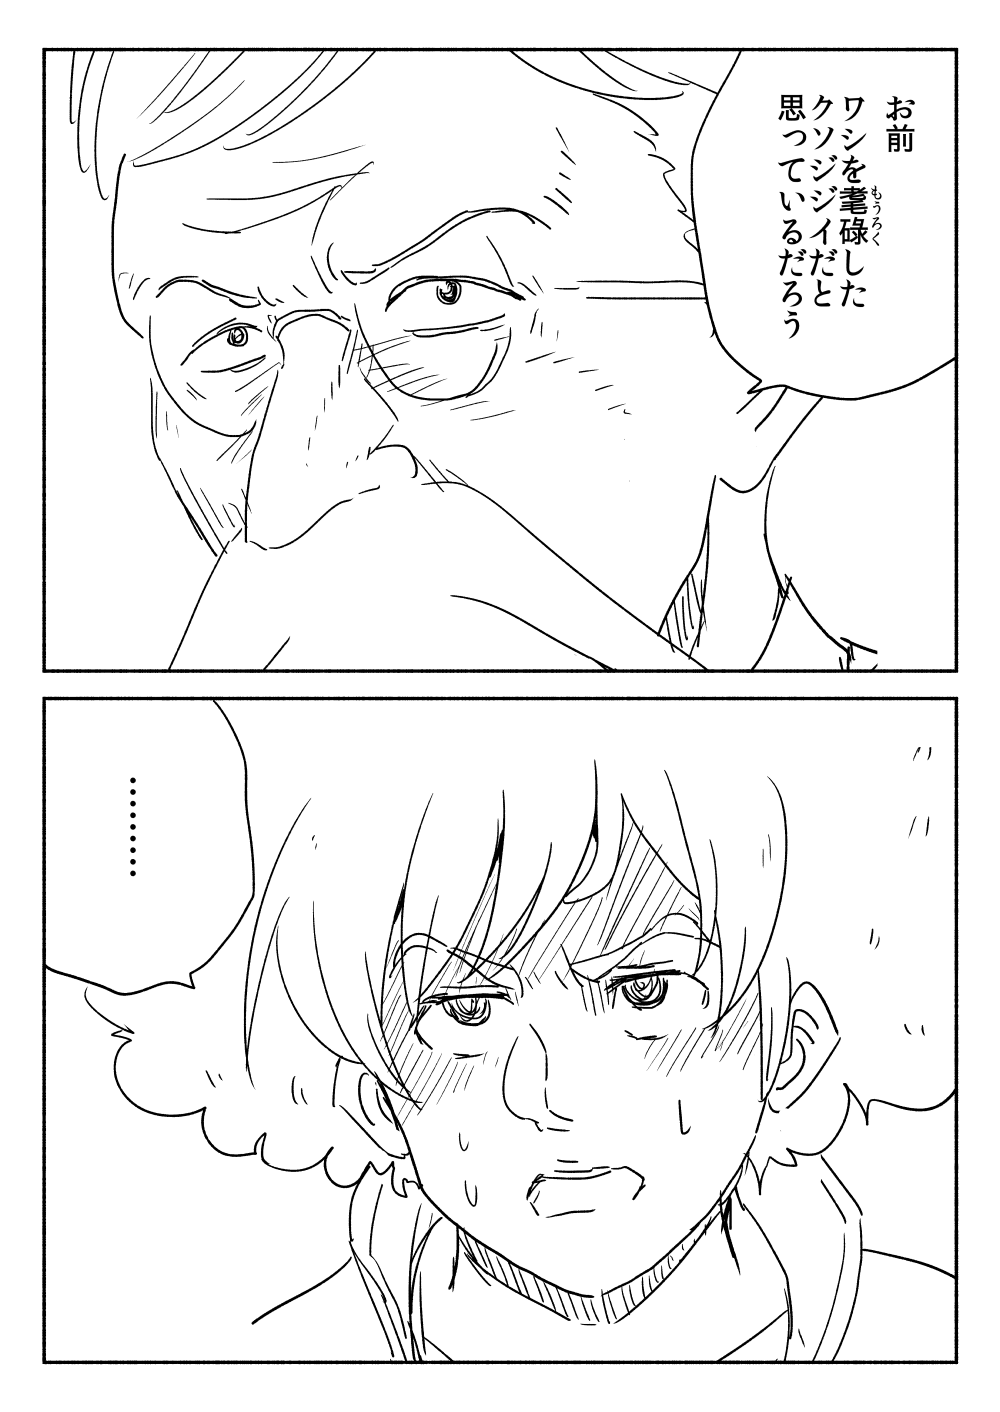 お前
ワシを耄碌した
もうろく
クソジジイだと
思っているだろう
………